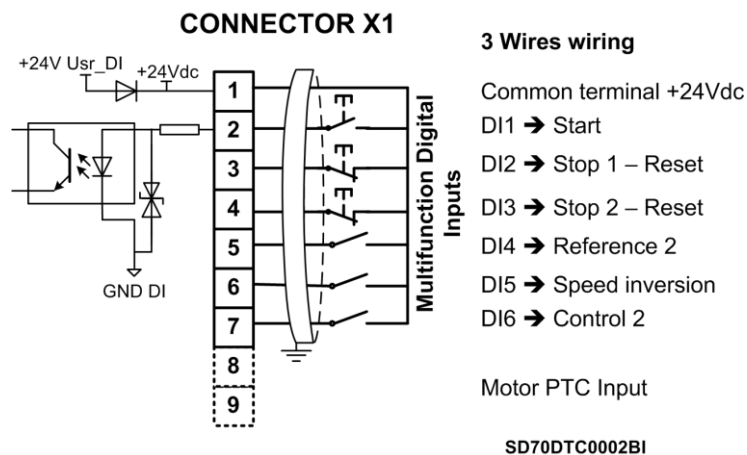 CONNECTOR X1
+24V Usr_DI
+24Vdc
GND DI
1
2
3
4
5
6
7
8
9
Multifunction Digital
Inputs
3 Wires wiring
Common terminal +24Vdc
DI1 ➔ Start
DI2 ➔ Stop 1 – Reset
DI3 ➔ Stop 2 – Reset
DI4 ➔ Reference 2
DI5 ➔ Speed inversion
DI6 ➔ Control 2
Motor PTC Input
SD70DTC0002BI